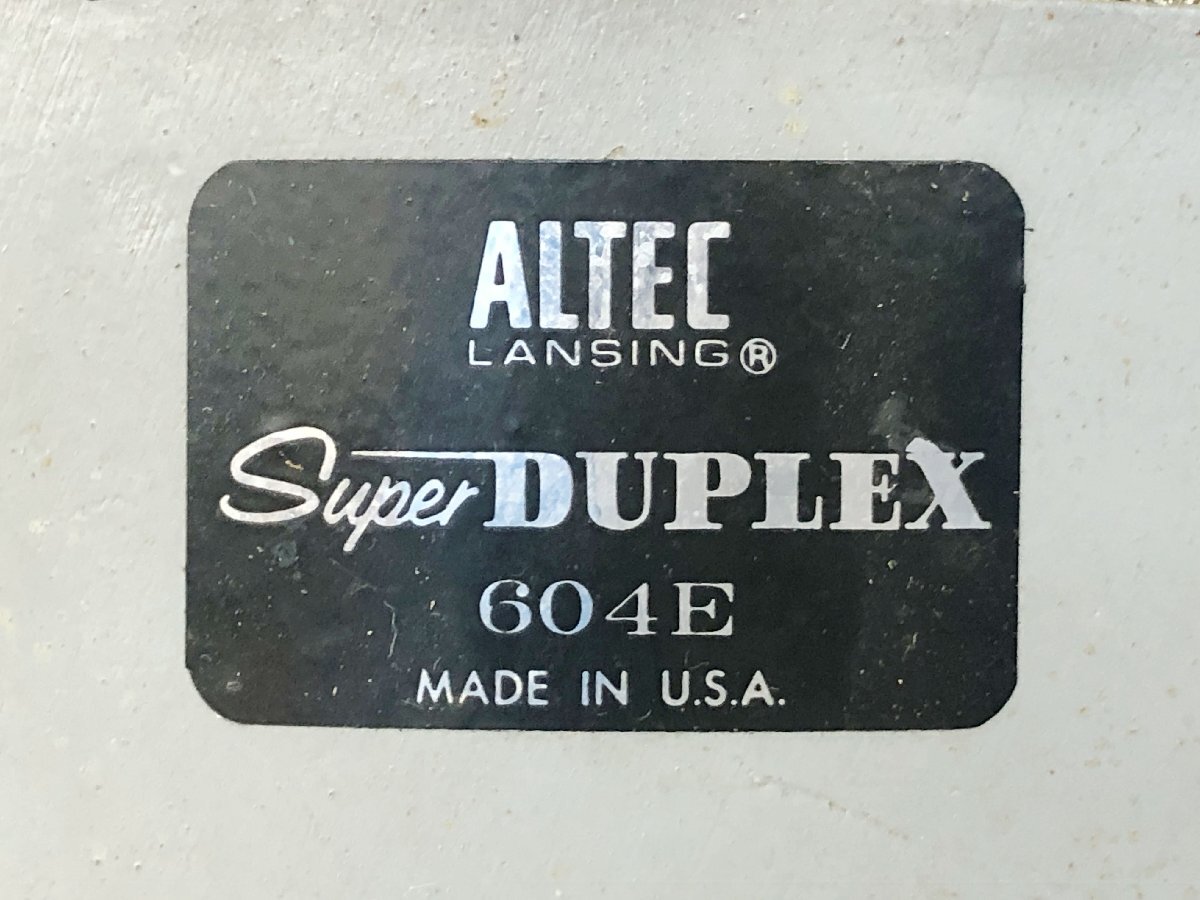 ALTEC
LANSING®
Super DUPLEX
604E
MADE IN U.S.A.